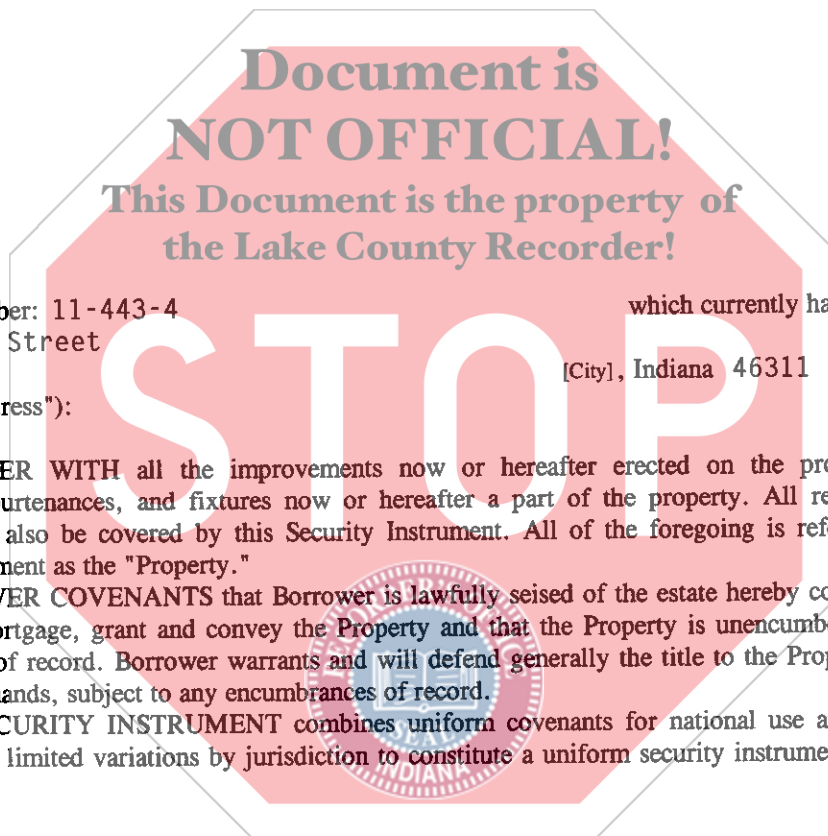 Document is
NOT OFFICIAL!
This Document is the property of
the Lake County Recorder!
ber: 11-443-4 which currently ha
Street
[City], Indiana 46311
ress"):
STOP
ER WITH all the improvements now or hereafter erected on the pro
urtenances, and fixtures now or hereafter a part of the property. All re
also be covered by this Security Instrument. All of the foregoing is refe
ment as the "Property."
VER COVENANTS that Borrower is lawfully seised of the estate hereby co
ortgage, grant and convey the Property and that the Property is unencumb
of record. Borrower warrants and will defend generally the title to the Prop
ands, subject to any encumbrances of record.
CURITY INSTRUMENT combines uniform covenants for national use a
limited variations by jurisdiction to constitute a uniform security instrume
RECORDER'S OFFICE
SEAL
INDIANA